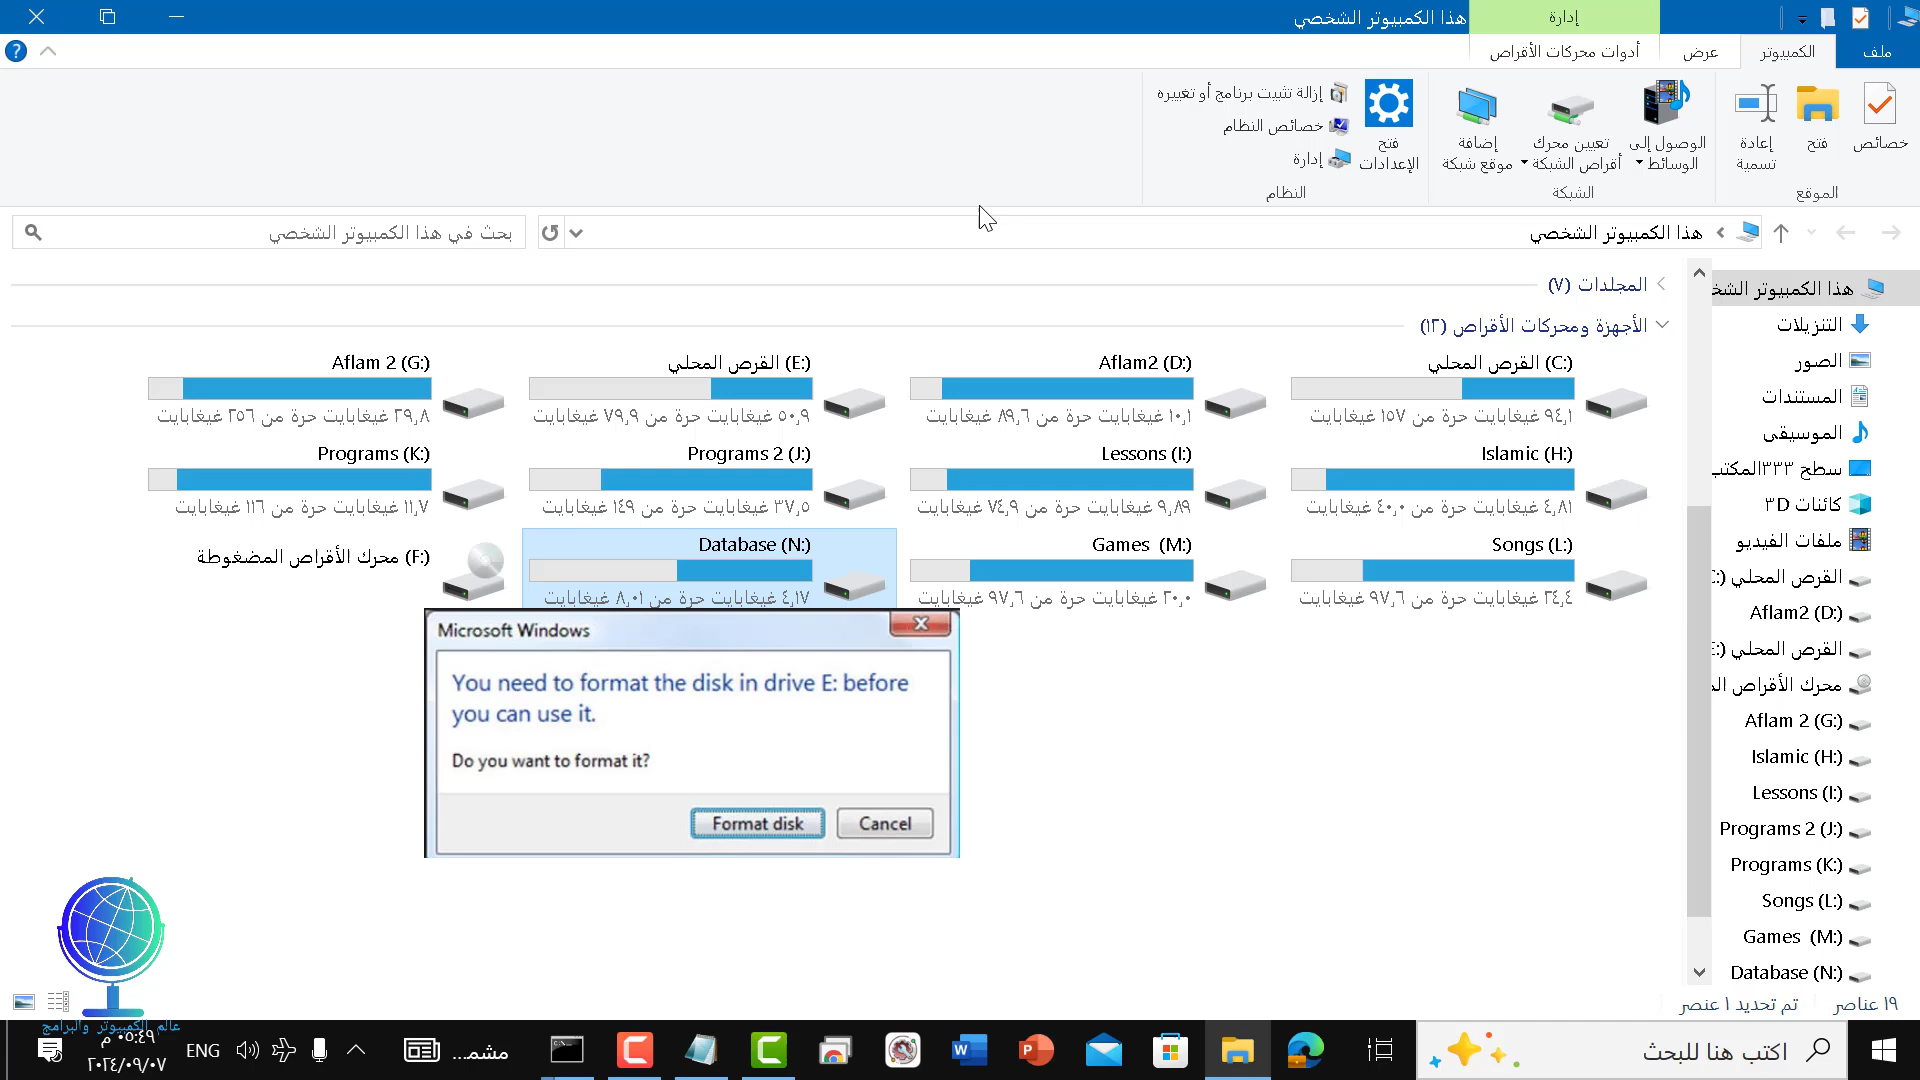 هذا الكمبيوتر الشخصي
إدارة
ملف
الكمبيوتر
عرض
أدوات محركات الأقراص
خصائص
فتح
إعادة تسمية
الموقع
الوصول إلى الوسائط
تعيين محرك أقراص الشبكة
إضافة موقع شبكة
الشبكة
فتح الإعدادات
إزالة تثبيت برنامج أو تغييره
خصائص النظام
إدارة
النظام
هذا الكمبيوتر الشخصي
بحث في هذا الكمبيوتر الشخصي
هذا الكمبيوتر الشخ
التنزيلات
الصور
المستندات
الموسيقى
سطح ٣٣٣المكتب
كائنات 3D
ملفات الفيديو
القرص المحلي (C:
Aflam2 (D:)
القرص المحلي (E:
محرك الأقراص الم
Aflam 2 (G:)
Islamic (H:)
Lessons (I:)
Programs 2 (J:)
Programs (K:)
Songs (L:)
Games (M:)
Database (N:)
المجلدات (٧)
الأجهزة ومحركات الأقراص (١٢)
القرص المحلي (C:)
٩٤,١ غيغابايت حرة من ١٥٧ غيغابايت
Aflam2 (D:)
١٠,١ غيغابايت حرة من ٨٩,٦ غيغابايت
القرص المحلي (E:)
٥٠,٩ غيغابايت حرة من ٧٩,٩ غيغابايت
Aflam 2 (G:)
٢٩,٨ غيغابايت حرة من ٢٥٦ غيغابايت
Islamic (H:)
٤,٨١ غيغابايت حرة من ٤٠,٠ غيغابايت
Lessons (I:)
٩,٨٩ غيغابايت حرة من ٧٤,٩ غيغابايت
Programs 2 (J:)
٣٧,٥ غيغابايت حرة من ١٤٩ غيغابايت
Programs (K:)
١١,٧ غيغابايت حرة من ١١٦ غيغابايت
Songs (L:)
٢٤,٤ غيغابايت حرة من ٩٧,٦ غيغابايت
Games (M:)
٢٠,٠ غيغابايت حرة من ٩٧,٦ غيغابايت
Database (N:)
٤,١٧ غيغابايت حرة من ٨,٠١ غيغابايت
محرك الأقراص المضغوطة (F:)
Microsoft Windows
You need to format the disk in drive E: before
you can use it.
Do you want to format it?
Format disk
Cancel
١٩ عناصر
تم تحديد ١ عنصر
عالم الكمبيوتر والبرامج
اكتب هنا للبحث
مشم...
ENG
٠٥:٤٩ م
٢٠٢٤/٠٩/٠٧